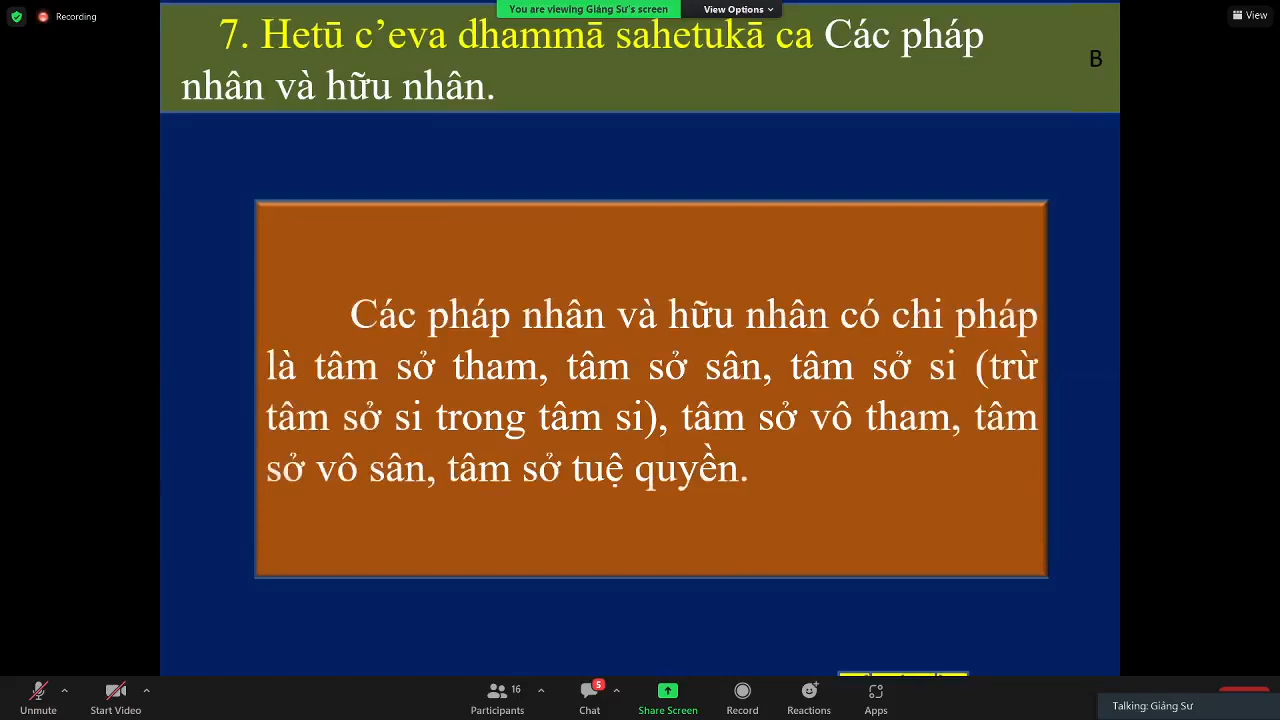 You are viewing Giảng Sư's screen
View Options
Recording
View
7. Hetū c’eva dhammā sahetukā ca Các pháp
nhân và hữu nhân.
B
Các pháp nhân và hữu nhân có chi pháp
là tâm sở tham, tâm sở sân, tâm sở si (trừ
tâm sở si trong tâm si), tâm sở vô tham, tâm
sở vô sân, tâm sở tuệ quyền.
16
5
Unmute
Start Video
Participants
Chat
Share Screen
Record
Reactions
Apps
Talking: Giảng Sư